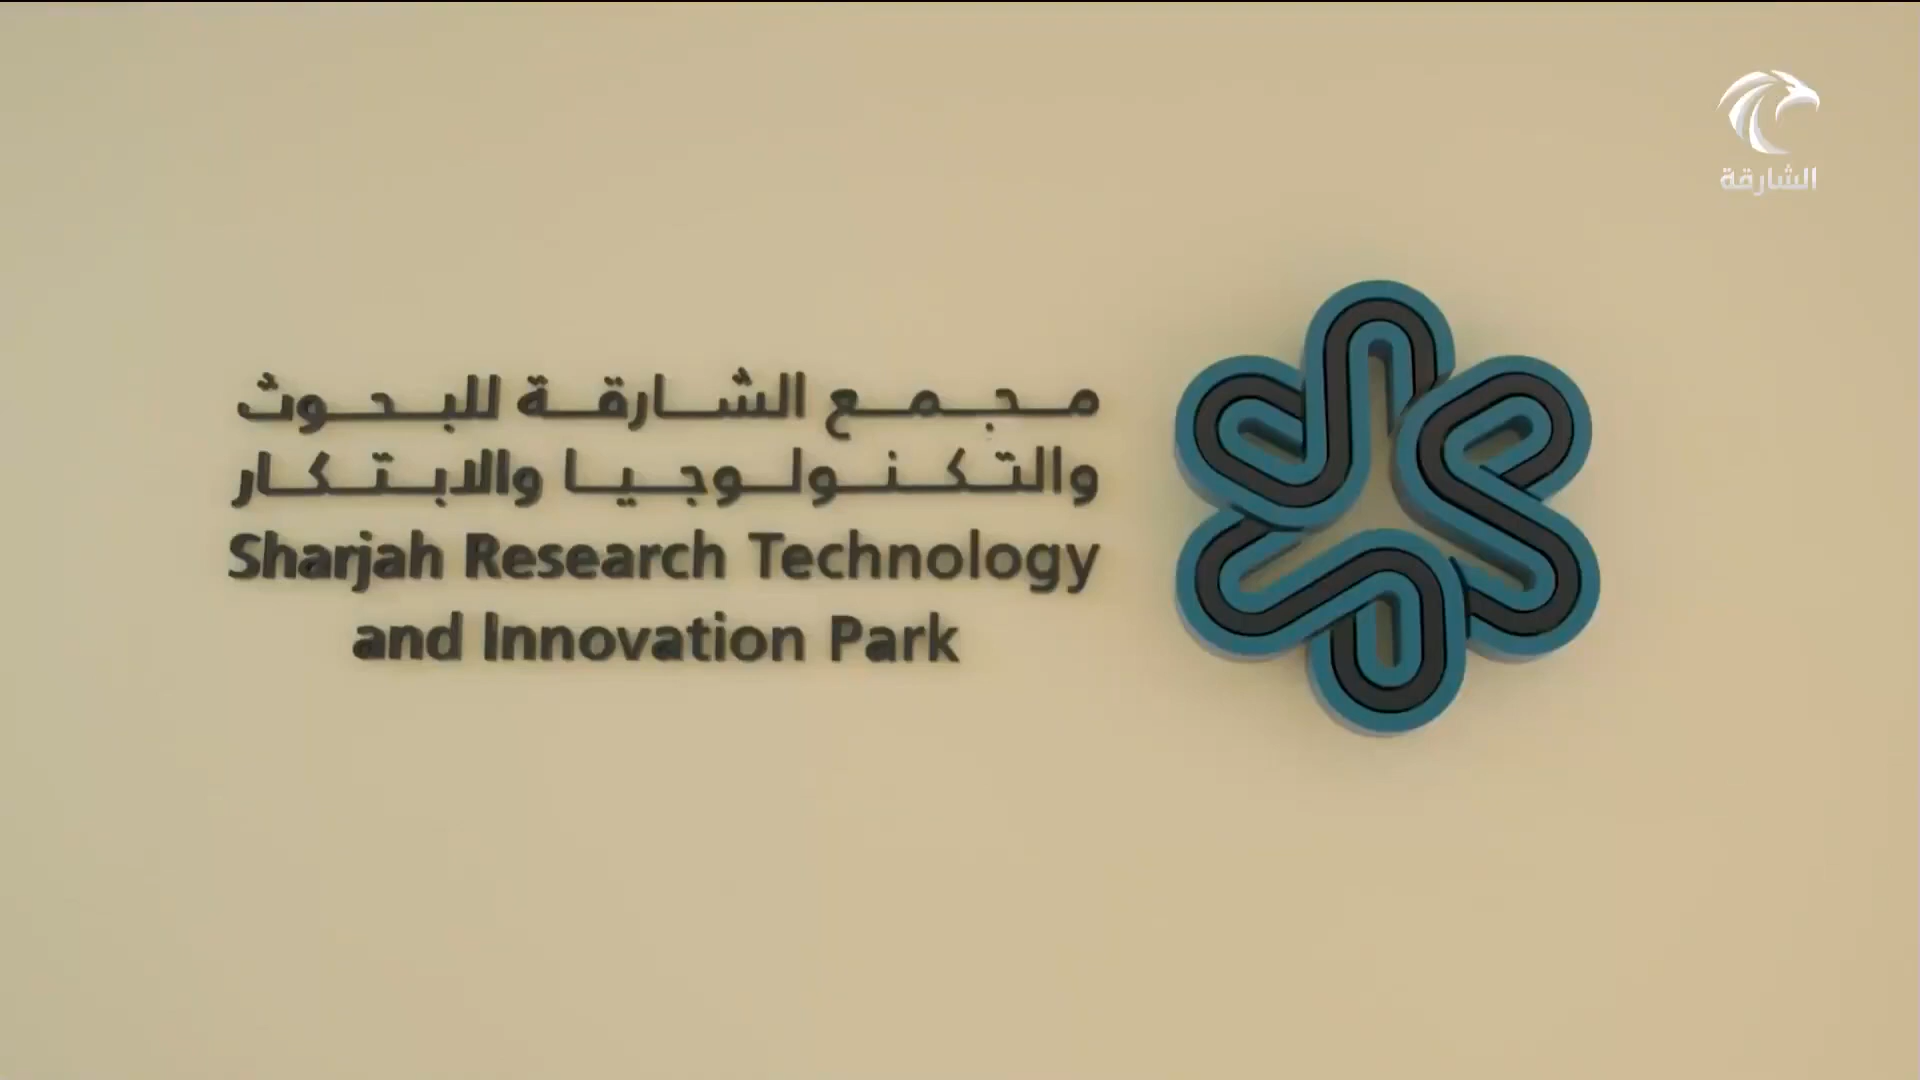 الشارقة
مجمع الشارقة للبحوث
والتكنولوجيا والابتكار
Sharjah Research Technology
and Innovation Park